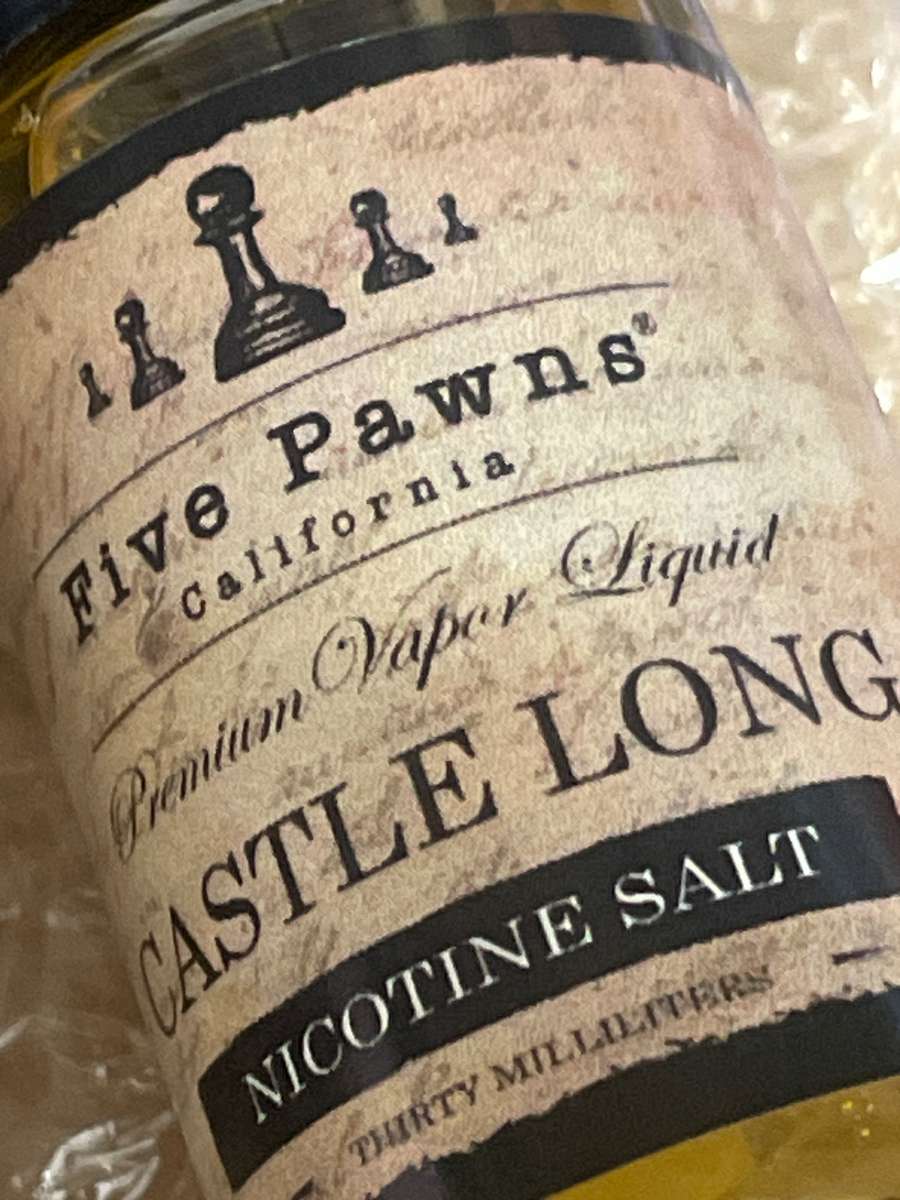 Five Pawns®
California
Premium Vapor Liquid
CASTLE LONG
NICOTINE SALT
THIRTY MILLILITERS